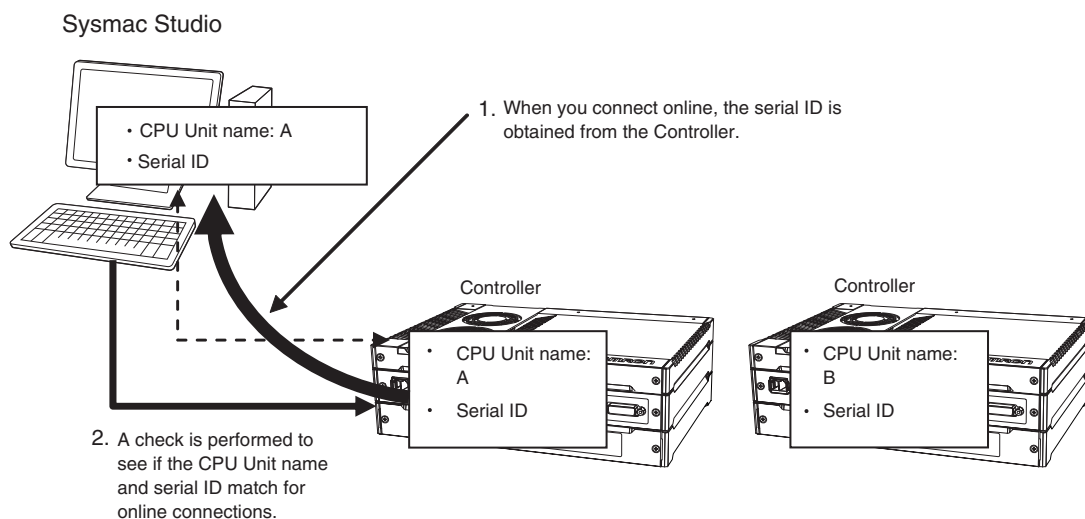 Sysmac Studio
• CPU Unit name: A
• Serial ID
1. When you connect online, the serial ID is
obtained from the Controller.
Controller
• CPU Unit name:
A
• Serial ID
Controller
• CPU Unit name:
B
• Serial ID
2. A check is performed to
see if the CPU Unit name
and serial ID match for
online connections.